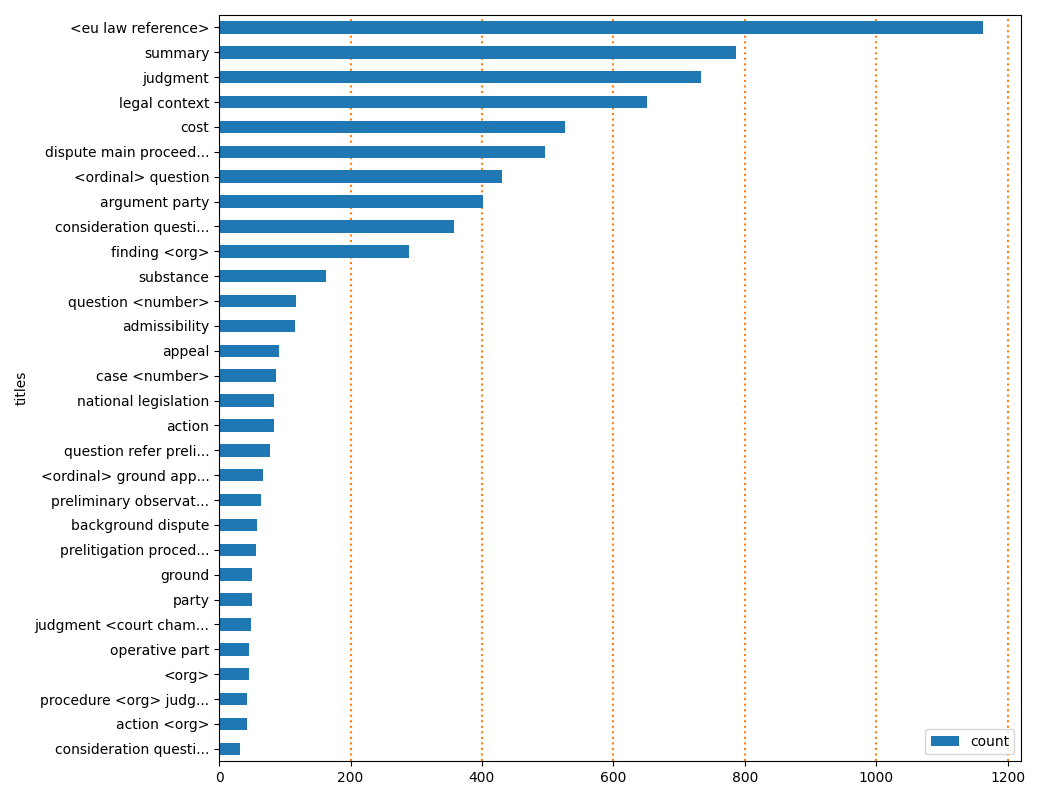 <eu law reference>
summary
judgment
legal context
cost
dispute main proceed...
<ordinal> question
argument party
consideration questi...
finding <org>
substance
question <number>
admissibility
appeal
case <number>
national legislation
action
question refer preli...
<ordinal> ground app...
preliminary observat...
background dispute
prelitigation proced...
ground
party
judgment <court cham...
operative part
<org>
procedure <org> judg...
action <org>
consideration questi...
titles
count
0 200 400 600 800 1000 1200